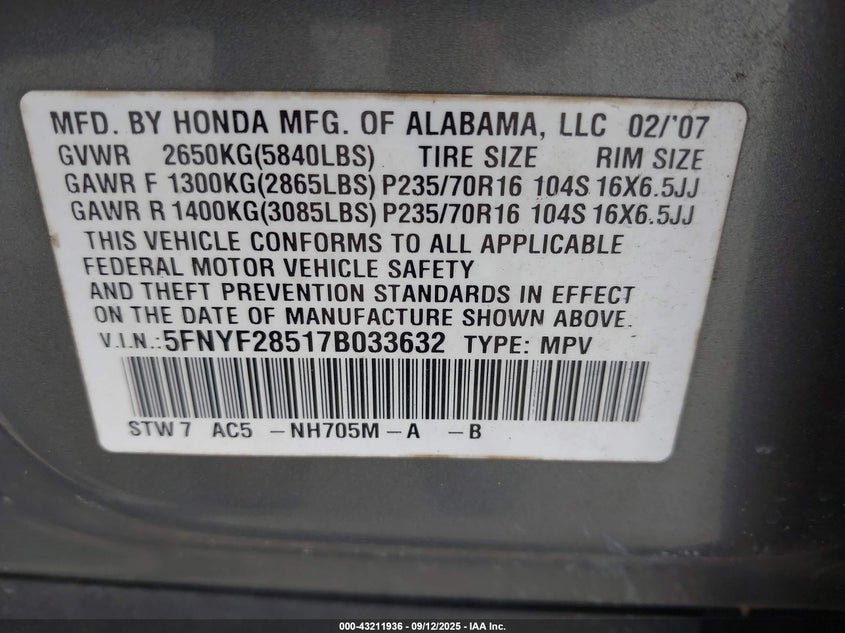 MFD. BY HONDA MFG. OF ALABAMA, LLC 02/'07
GVWR 2650KG(5840LBS) TIRE SIZE RIM SIZE
GAWR F 1300KG(2865LBS) P235/70R16 104S 16X6.5JJ
GAWR R 1400KG(3085LBS) P235/70R16 104S 16X6.5JJ
THIS VEHICLE CONFORMS TO ALL APPLICABLE
FEDERAL MOTOR VEHICLE SAFETY
AND THEFT PREVENTION STANDARDS IN EFFECT
ON THE DATE OF MANUFACTURE SHOWN ABOVE.
V.I.N.:5FNYF28517B033632 TYPE: MPV
STW7 AC5 -NH705M-A -B
000-43211936 - 09/12/2025 - IAA Inc.